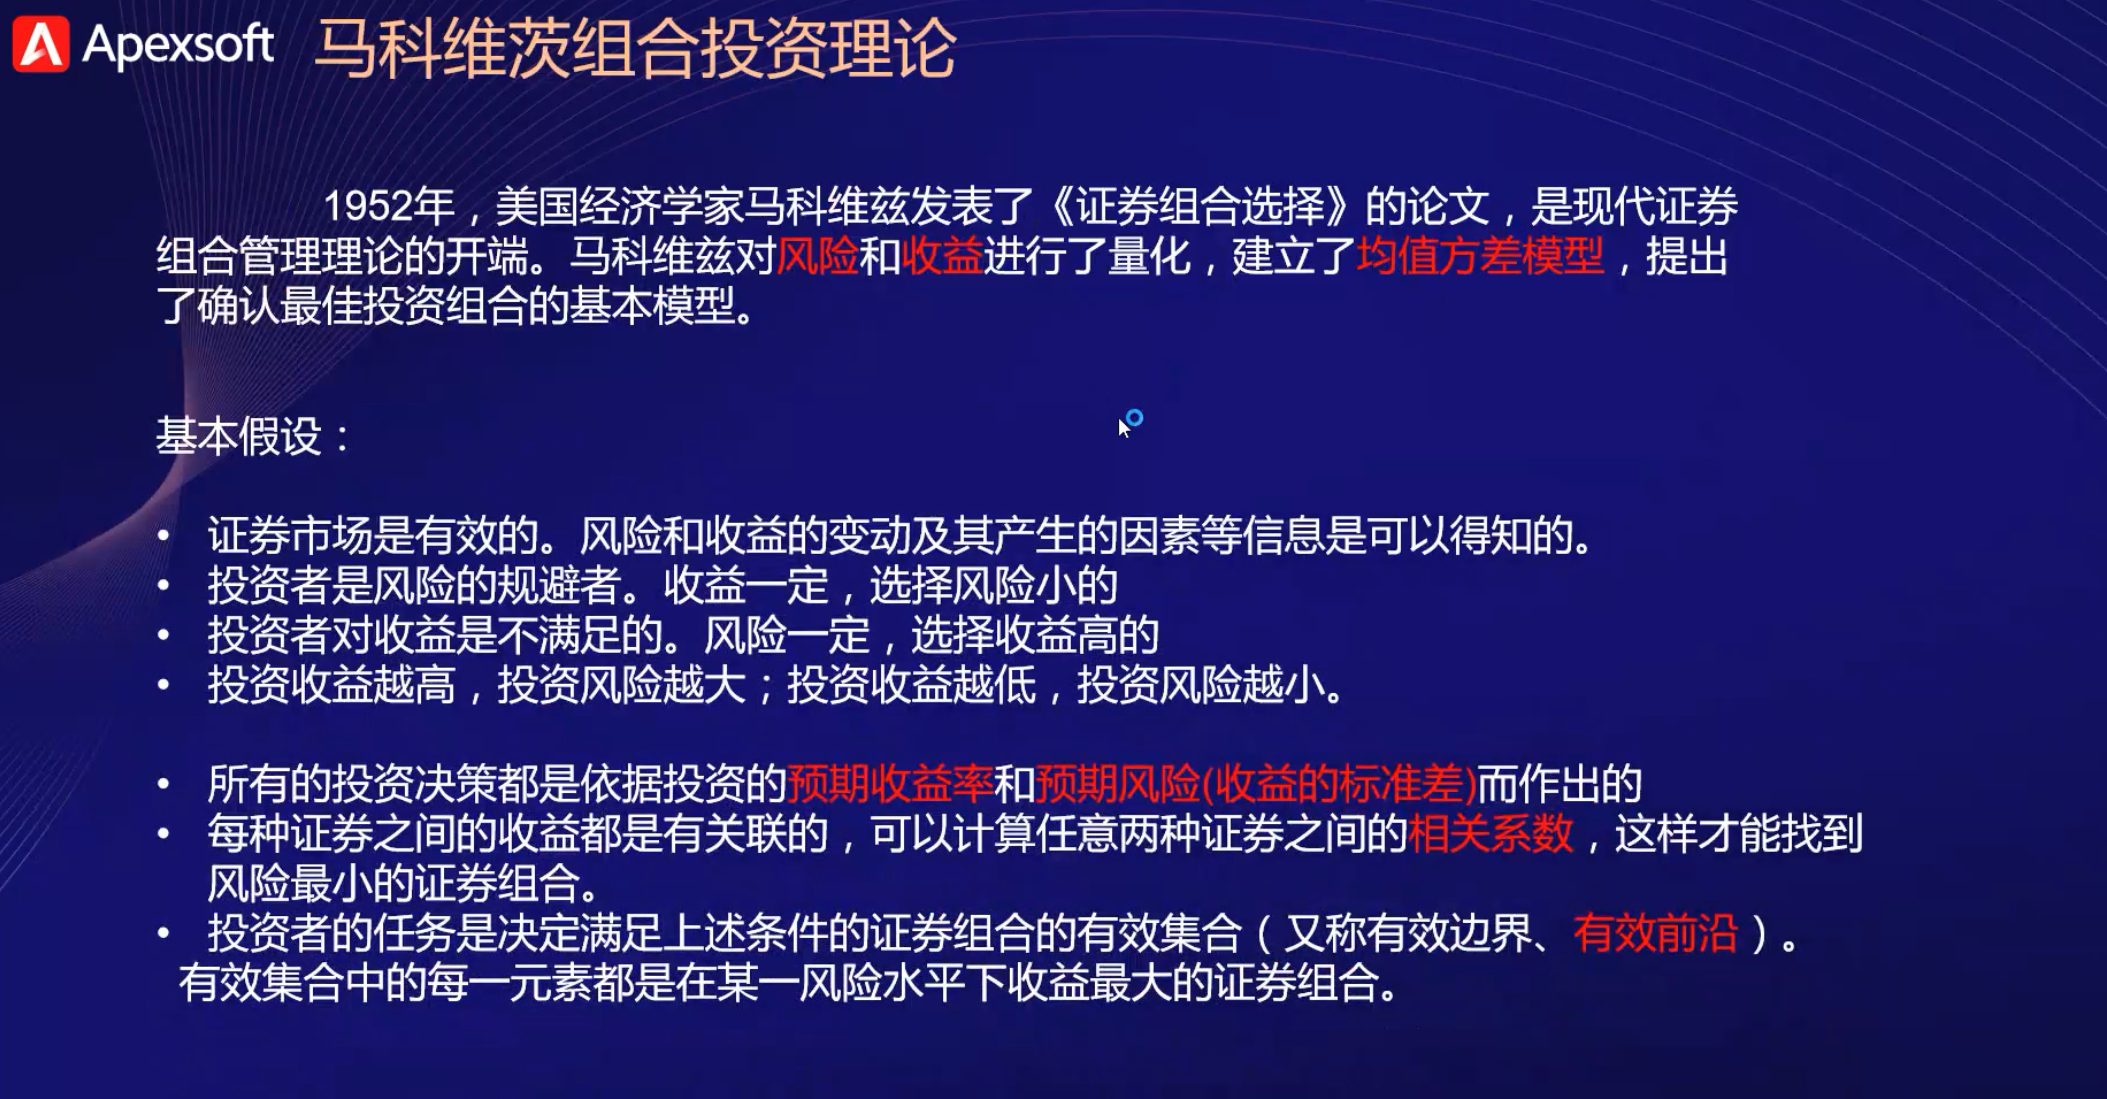 Apexsoft 马科维茨组合投资理论
1952年，美国经济学家马科维兹发表了《证券组合选择》的论文，是现代证券
组合管理理论的开端。马科维兹对风险和收益进行了量化，建立了均值方差模型，提出
了确认最佳投资组合的基本模型。
基本假设：
• 证券市场是有效的。风险和收益的变动及其产生的因素等信息是可以得知的。
• 投资者是风险的规避者。收益一定，选择风险小的
• 投资者对收益是不满足的。风险一定，选择收益高的
• 投资收益越高，投资风险越大；投资收益越低，投资风险越小。
• 所有的投资决策都是依据投资的预期收益率和预期风险(收益的标准差)而作出的
• 每种证券之间的收益都是有关联的，可以计算任意两种证券之间的相关系数，这样才能找到
风险最小的证券组合。
• 投资者的任务是决定满足上述条件的证券组合的有效集合（又称有效边界、有效前沿）。
有效集合中的每一元素都是在某一风险水平下收益最大的证券组合。